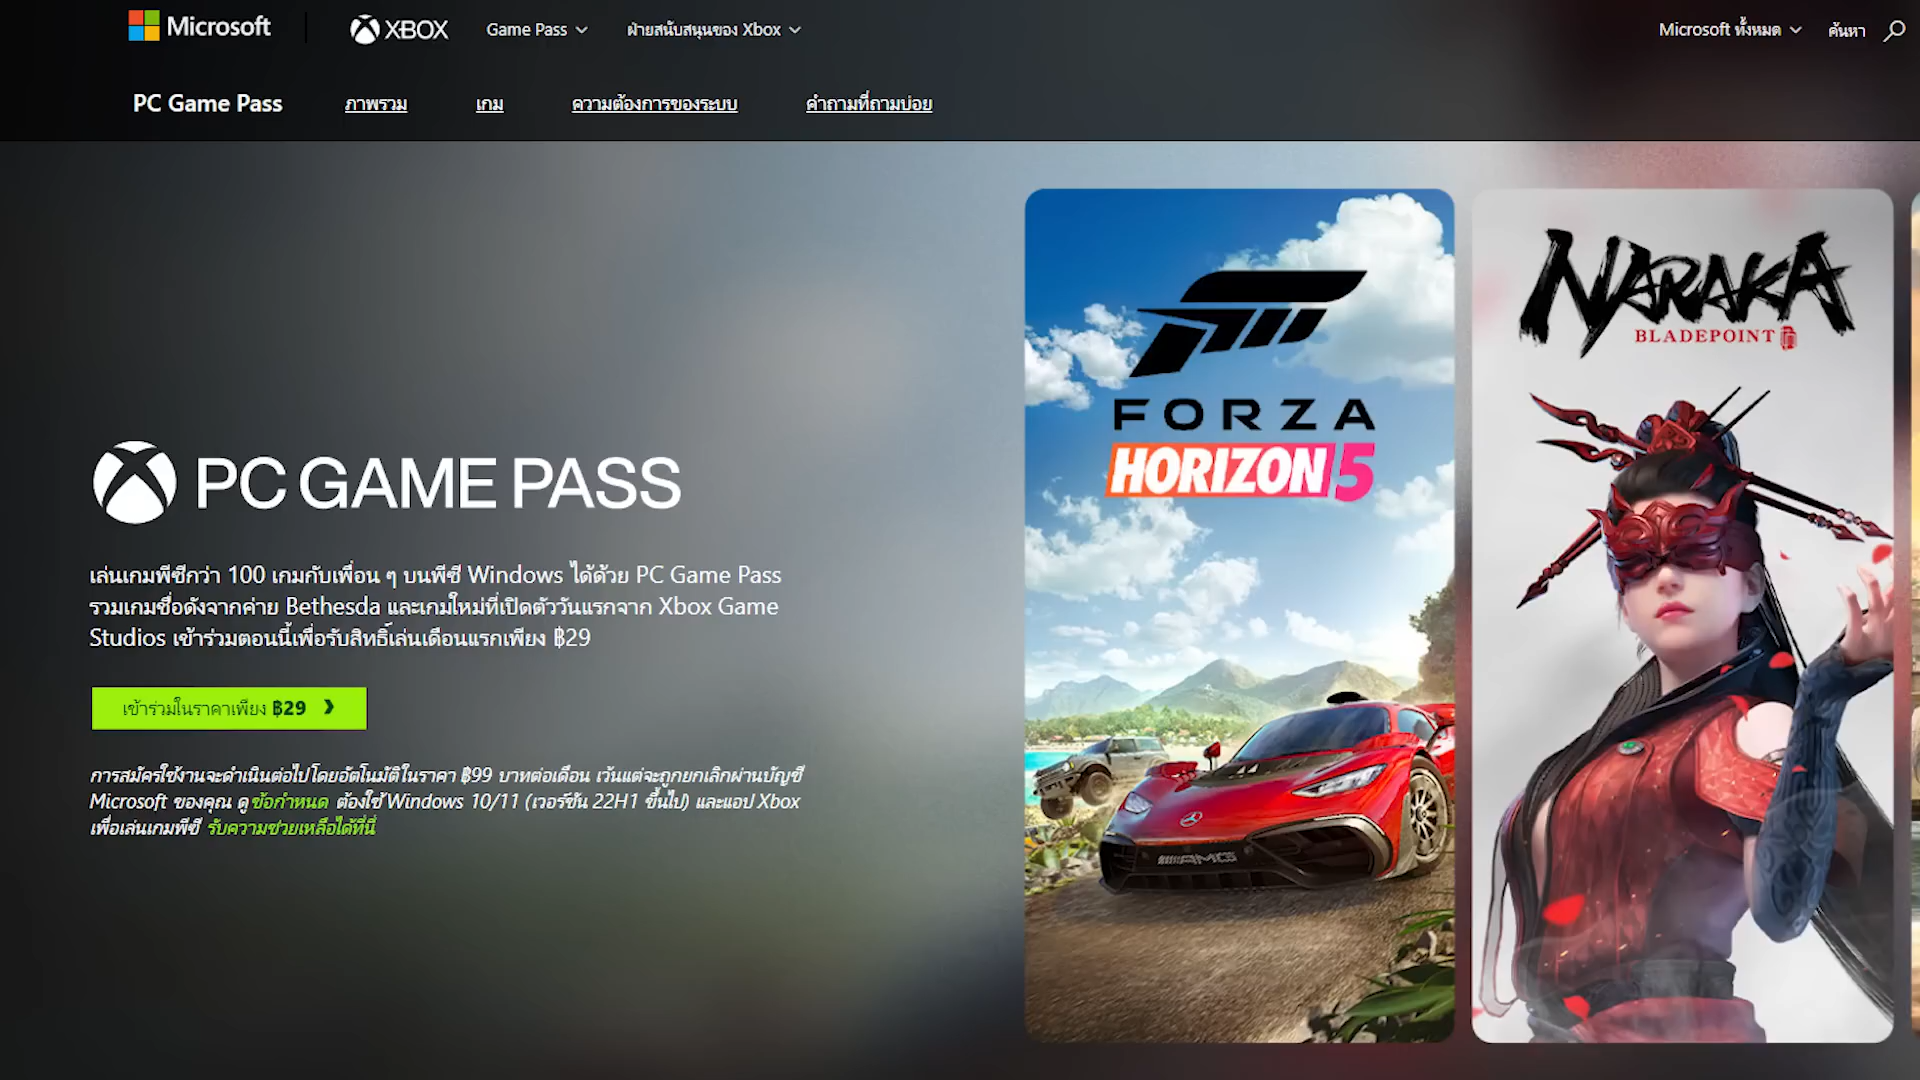 Microsoft
XBOX
Game Pass
ฝ่ายสนับสนุนของ Xbox
Microsoft ทั้งหมด
ค้นหา
PC Game Pass
ภาพรวม
เกม
ความต้องการของระบบ
คำถามที่ถามบ่อย
FORZA
HORIZON 5
NARAKA
BLADEPOINT
PC GAME PASS
เล่นเกมพีซีกว่า 100 เกมกับเพื่อน ๆ บนพีซี Windows ได้ด้วย PC Game Pass
รวมเกมชื่อดังจากค่าย Bethesda และเกมใหม่ที่เปิดตัววันแรกจาก Xbox Game
Studios เข้าร่วมตอนนี้เพื่อรับสิทธิ์เล่นเดือนแรกเพียง ฿29
เข้าร่วมในราคาเพียง ฿29
การสมัครใช้งานจะดำเนินต่อไปโดยอัตโนมัติในราคา ฿99 บาทต่อเดือน เว้นแต่จะถูกยกเลิกผ่านบัญชี
Microsoft ของคุณ ดูข้อกำหนด ต้องใช้ Windows 10/11 (เวอร์ชัน 22H1 ขึ้นไป) และแอป Xbox
เพื่อเล่นเกมพีซี รับความช่วยเหลือได้ที่นี่
AMG